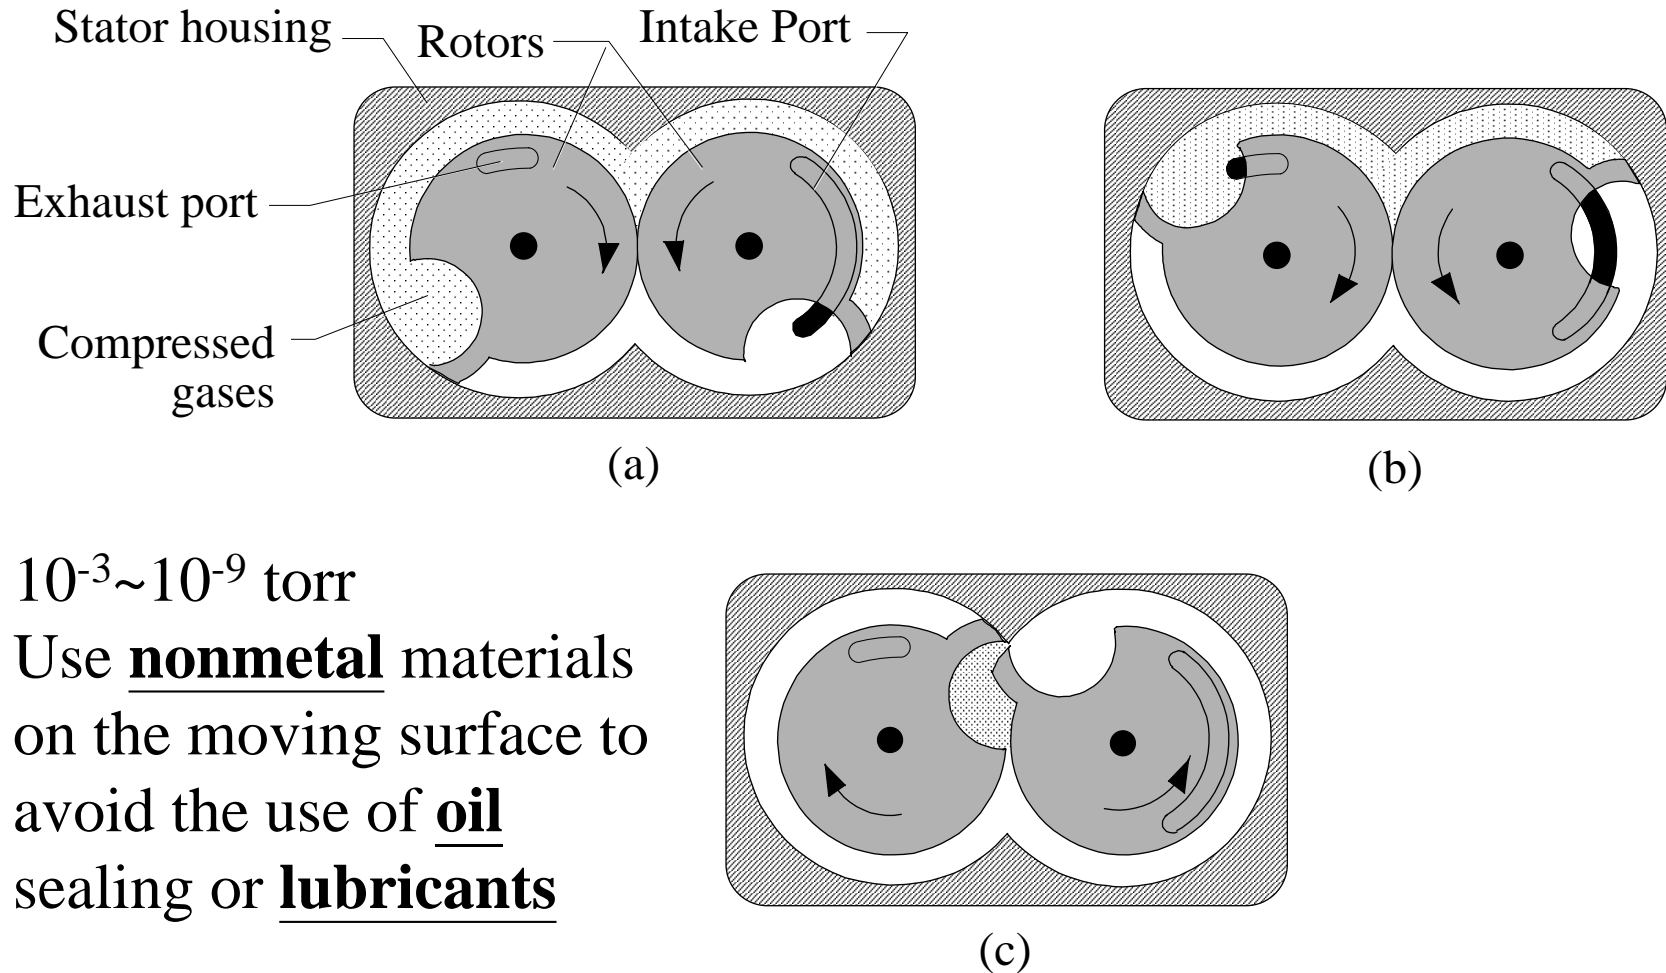 Stator housing
Rotors
Intake Port
Exhaust port
Compressed
gases
(a)
(b)
10⁻³~10⁻⁹ torr
Use nonmetal materials
on the moving surface to
avoid the use of oil
sealing or lubricants
(c)